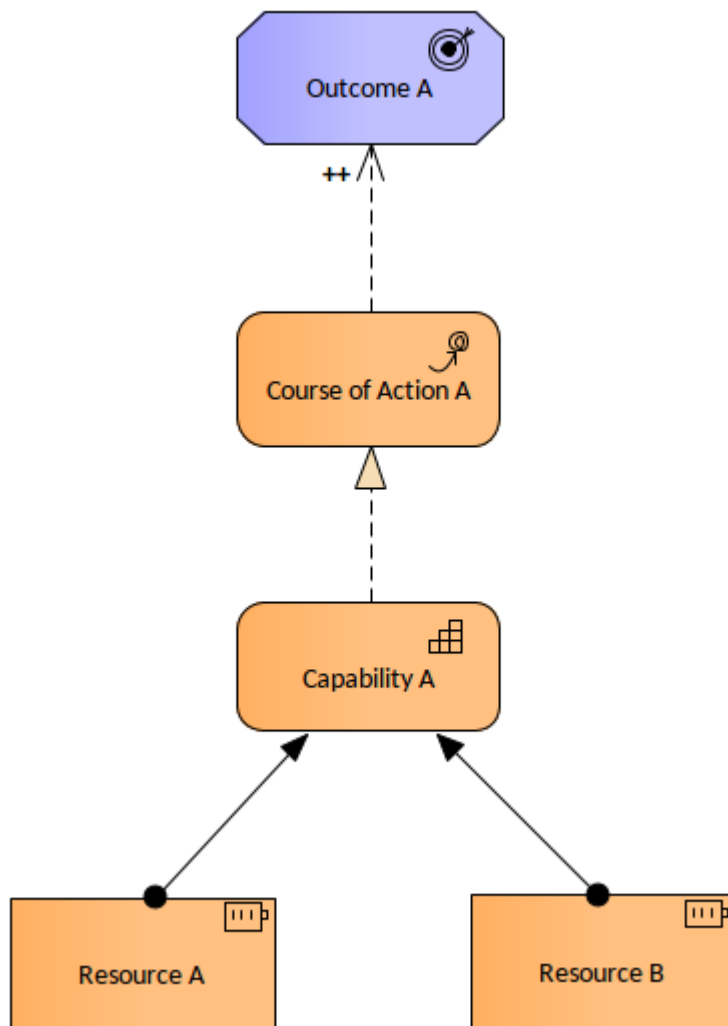 Outcome A
++
Course of Action A
Capability A
Resource A
Resource B